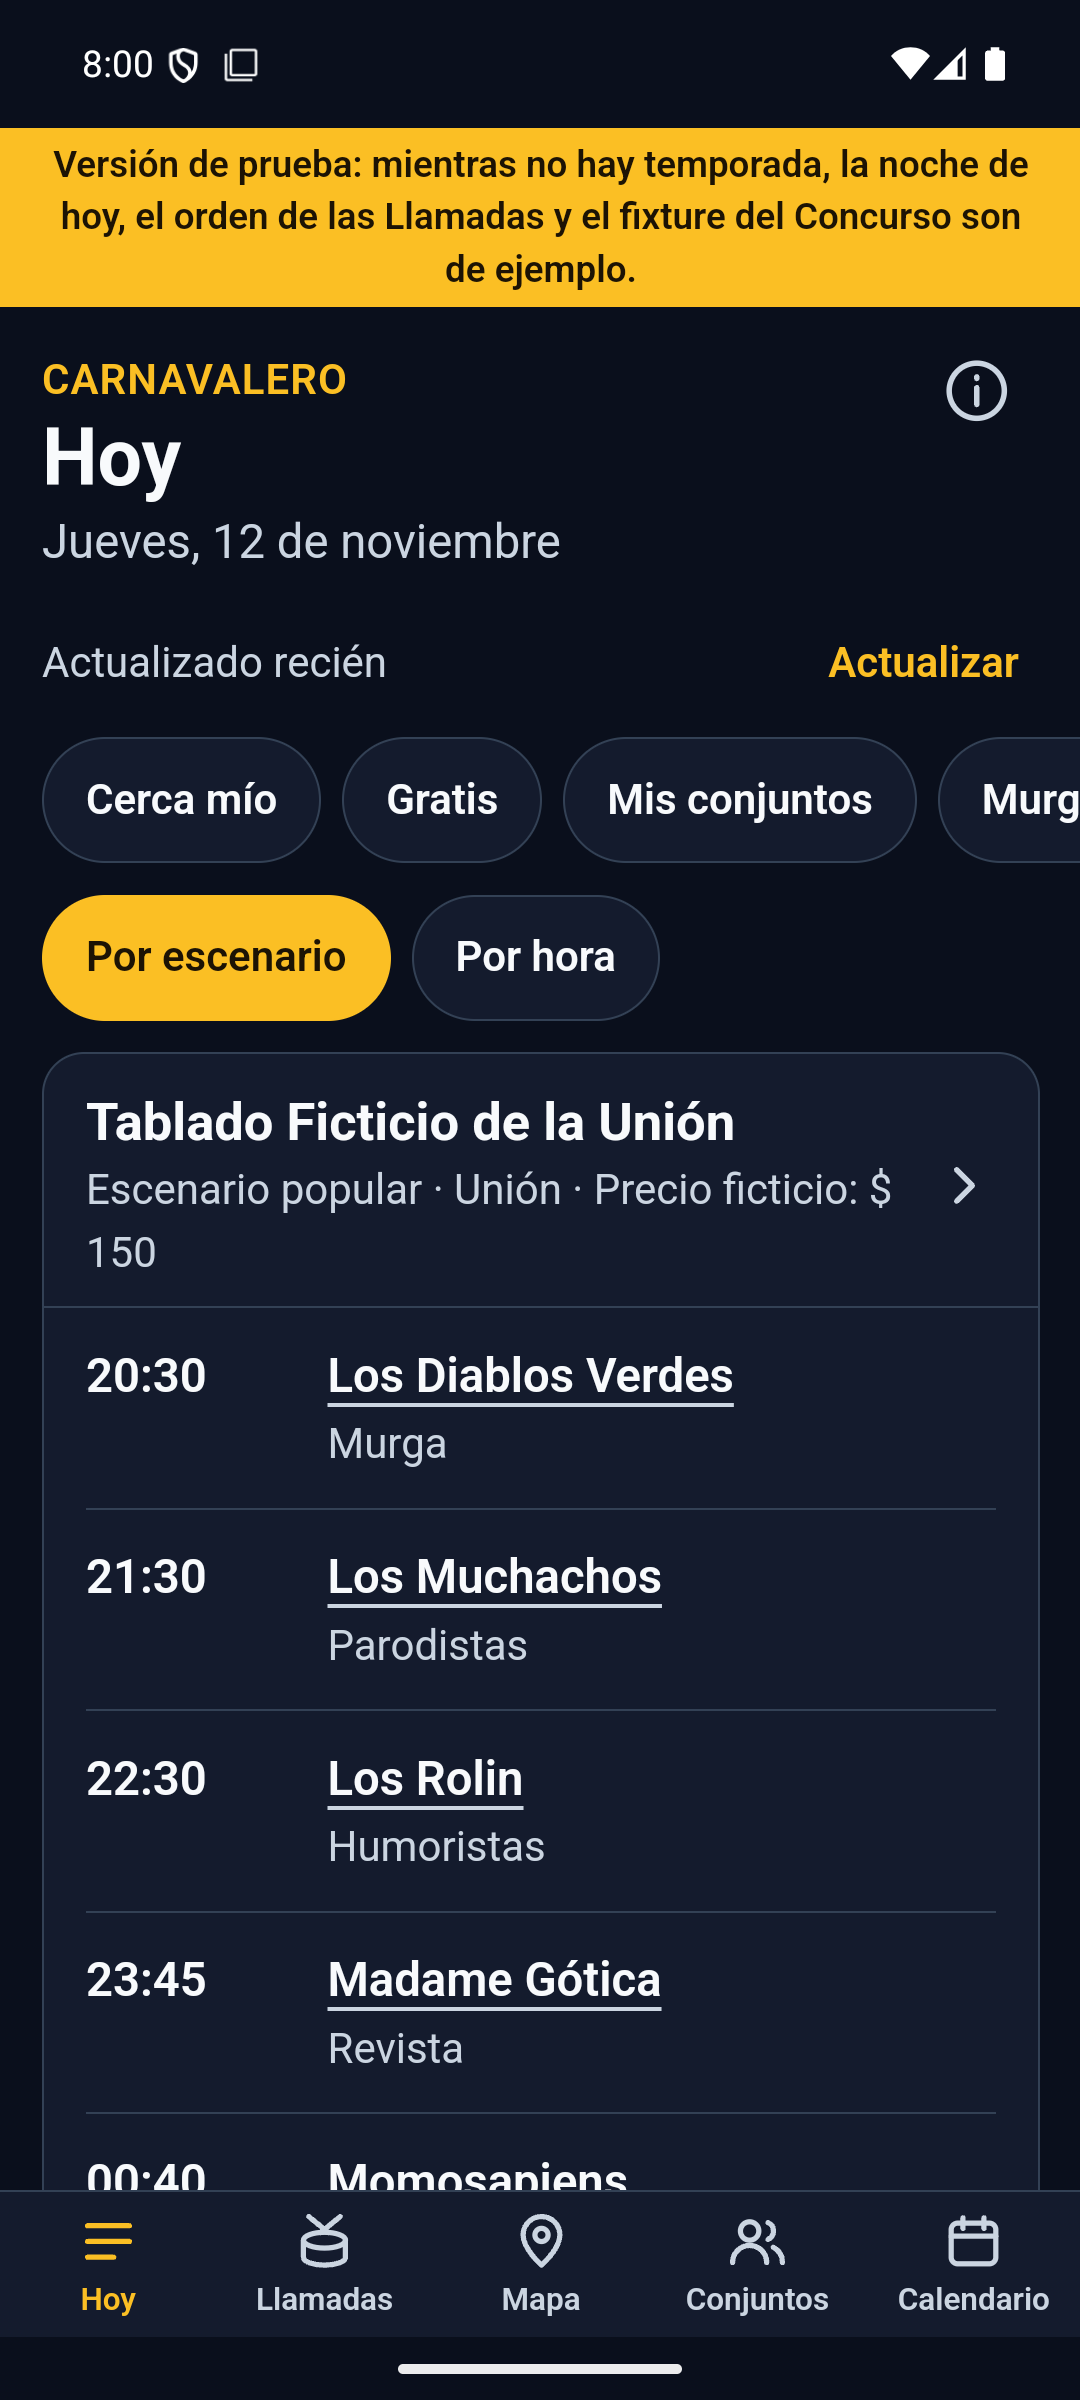 8:00
Versión de prueba: mientras no hay temporada, la noche de
hoy, el orden de las Llamadas y el fixture del Concurso son
de ejemplo.
CARNAVALERO
Hoy
Jueves, 12 de noviembre
Actualizado recién
Actualizar
Cerca mío
Gratis
Mis conjuntos
Murg
Por escenario
Por hora
Tablado Ficticio de la Unión
Escenario popular · Unión · Precio ficticio: $
150
20:30
Los Diablos Verdes
Murga
21:30
Los Muchachos
Parodistas
22:30
Los Rolin
Humoristas
23:45
Madame Gótica
Revista
00:40
Momosapiens
Hoy
Llamadas
Mapa
Conjuntos
Calendario